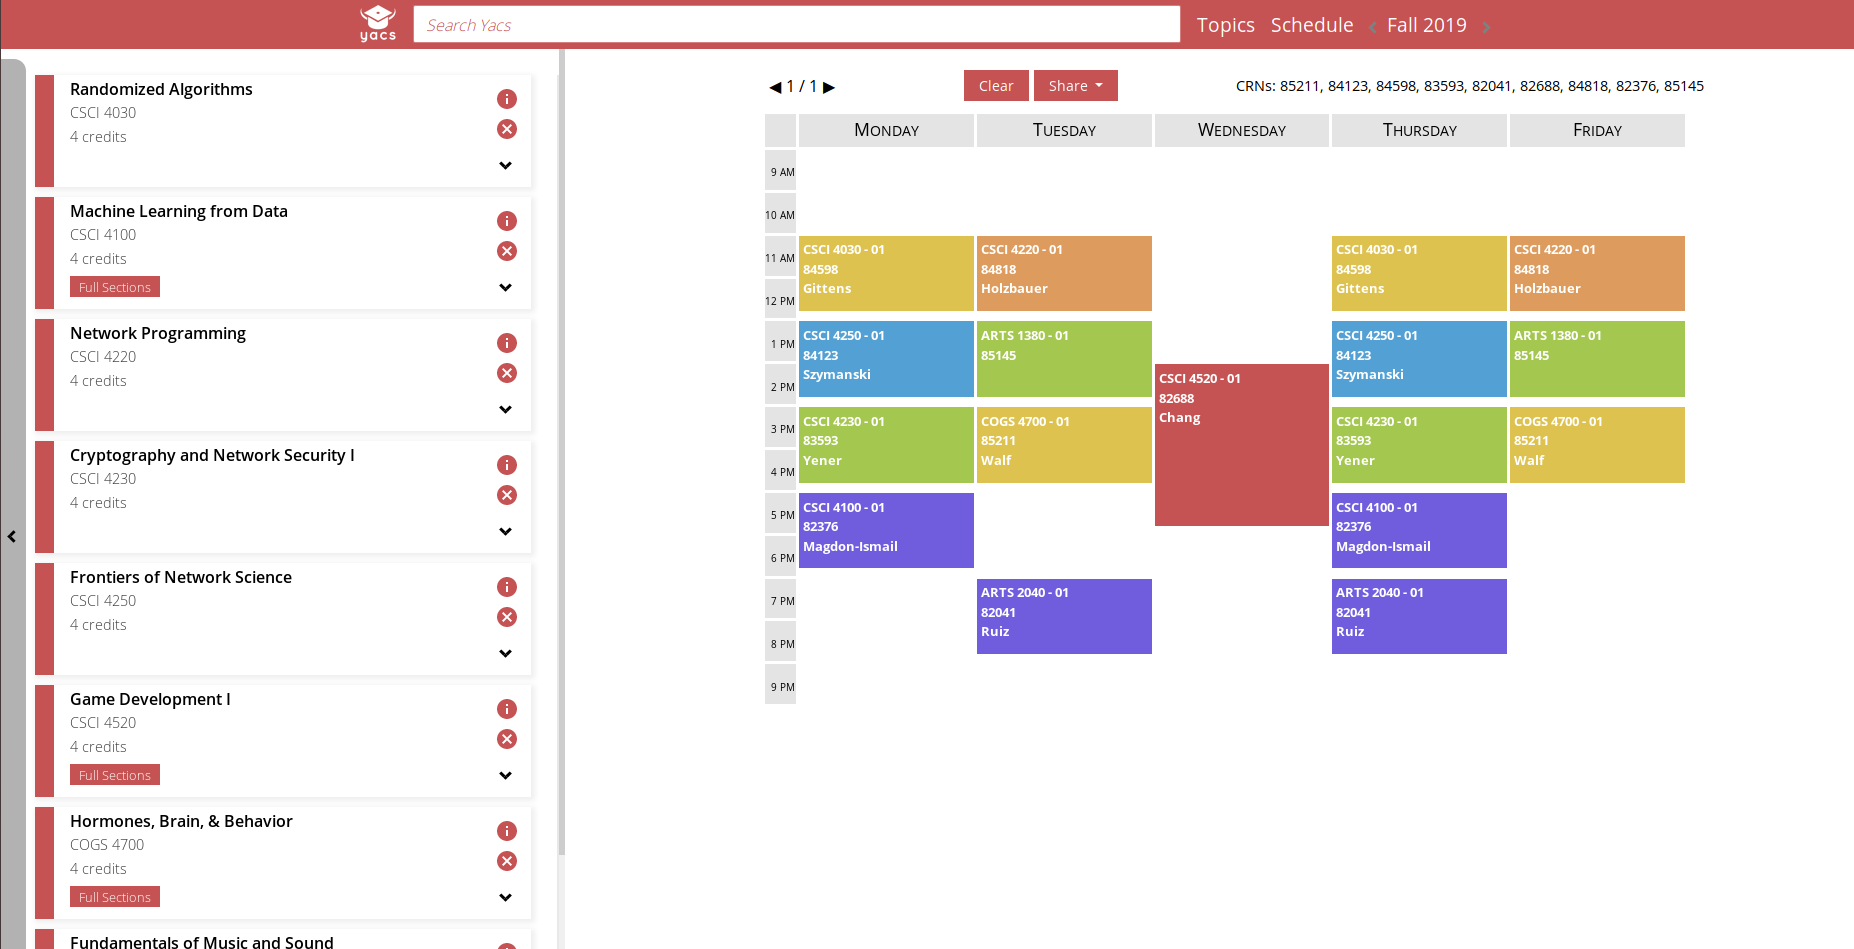 yacs
Search Yacs
Topics Schedule Fall 2019
Randomized Algorithms
CSCI 4030
4 credits
Machine Learning from Data
CSCI 4100
4 credits
Full Sections
Network Programming
CSCI 4220
4 credits
Cryptography and Network Security I
CSCI 4230
4 credits
Frontiers of Network Science
CSCI 4250
4 credits
Game Development I
CSCI 4520
4 credits
Full Sections
Hormones, Brain, & Behavior
COGS 4700
4 credits
Full Sections
Fundamentals of Music and Sound
◀ 1 / 1 ▶
Clear
Share
CRNs: 85211, 84123, 84598, 83593, 82041, 82688, 84818, 82376, 85145
MONDAY TUESDAY WEDNESDAY THURSDAY FRIDAY
9 AM
10 AM
11 AM
12 PM
1 PM
2 PM
3 PM
4 PM
5 PM
6 PM
7 PM
8 PM
9 PM
CSCI 4030 - 01
84598
Gittens
CSCI 4250 - 01
84123
Szymanski
CSCI 4230 - 01
83593
Yener
CSCI 4100 - 01
82376
Magdon-Ismail
CSCI 4220 - 01
84818
Holzbauer
ARTS 1380 - 01
85145
COGS 4700 - 01
85211
Walf
ARTS 2040 - 01
82041
Ruiz
CSCI 4520 - 01
82688
Chang
CSCI 4030 - 01
84598
Gittens
CSCI 4250 - 01
84123
Szymanski
CSCI 4230 - 01
83593
Yener
CSCI 4100 - 01
82376
Magdon-Ismail
ARTS 2040 - 01
82041
Ruiz
CSCI 4220 - 01
84818
Holzbauer
ARTS 1380 - 01
85145
COGS 4700 - 01
85211
Walf